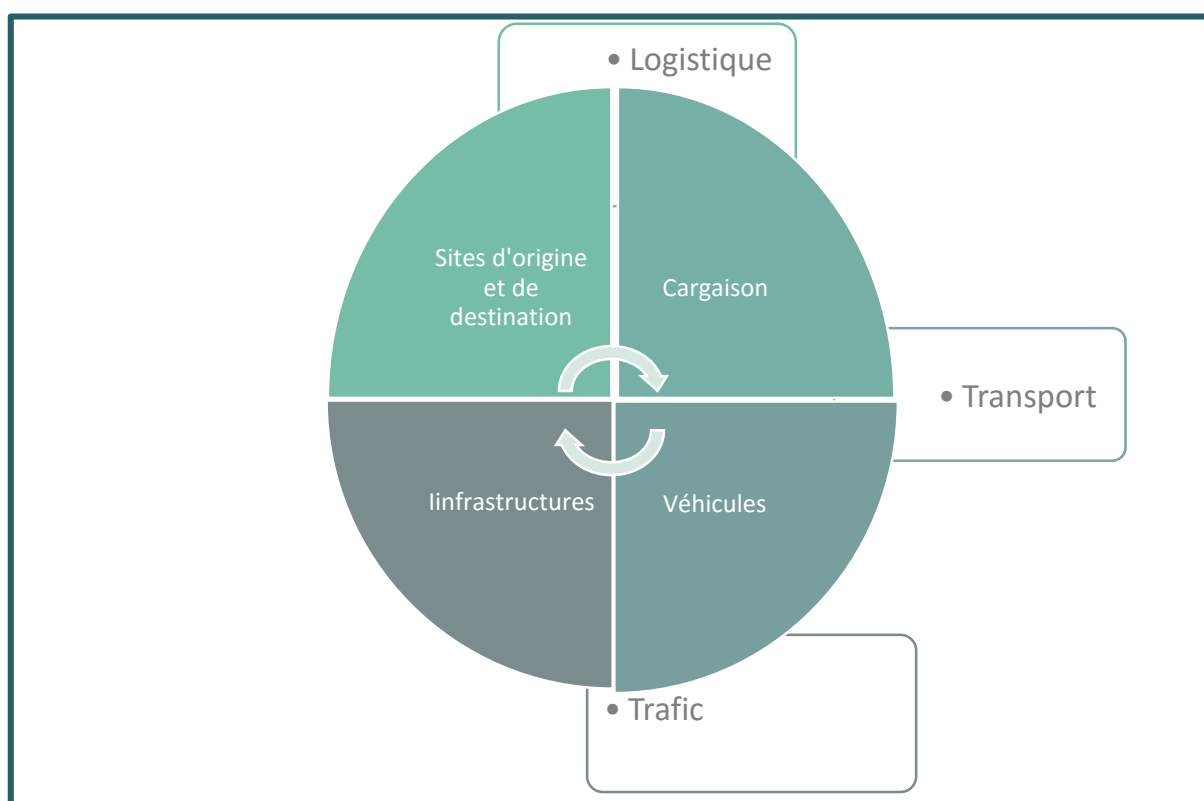 • Logistique
Sites d'origine
et de
destination
Cargaison
• Transport
Iinfrastructures
Véhicules
• Trafic